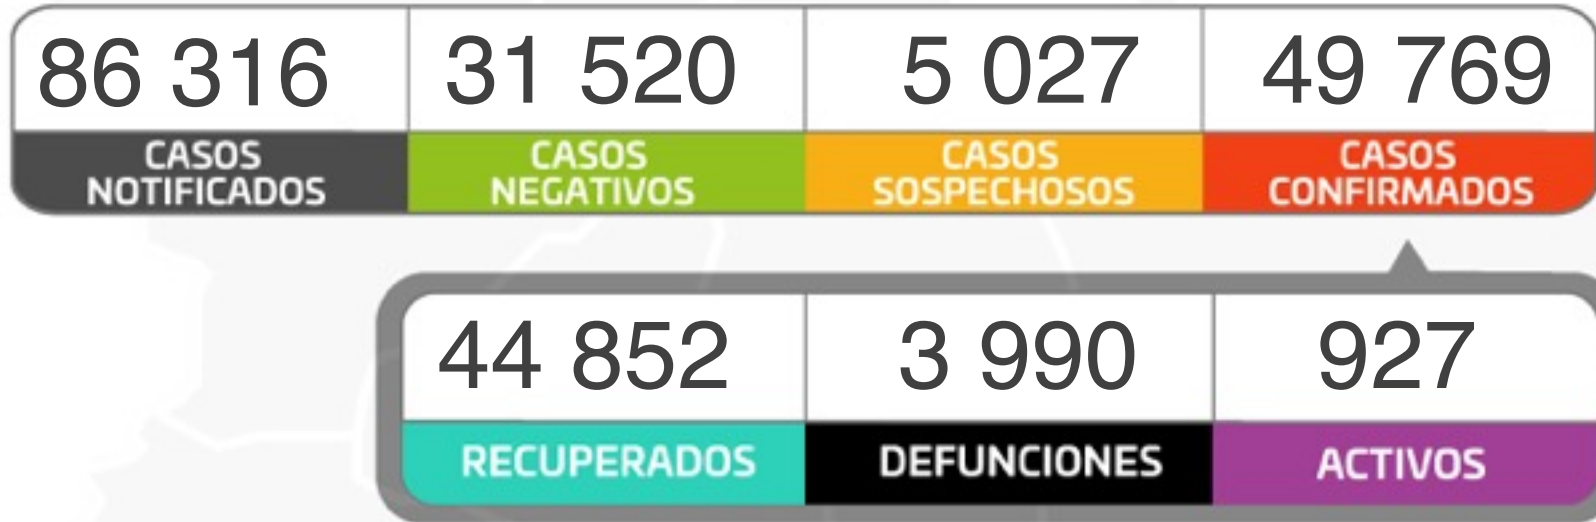 86 316 31 520 5 027 49 769
CASOS NOTIFICADOS
CASOS NEGATIVOS
CASOS SOSPECHOSOS
CASOS CONFIRMADOS
44 852 3 990 927
RECUPERADOS DEFUNCIONES ACTIVOS